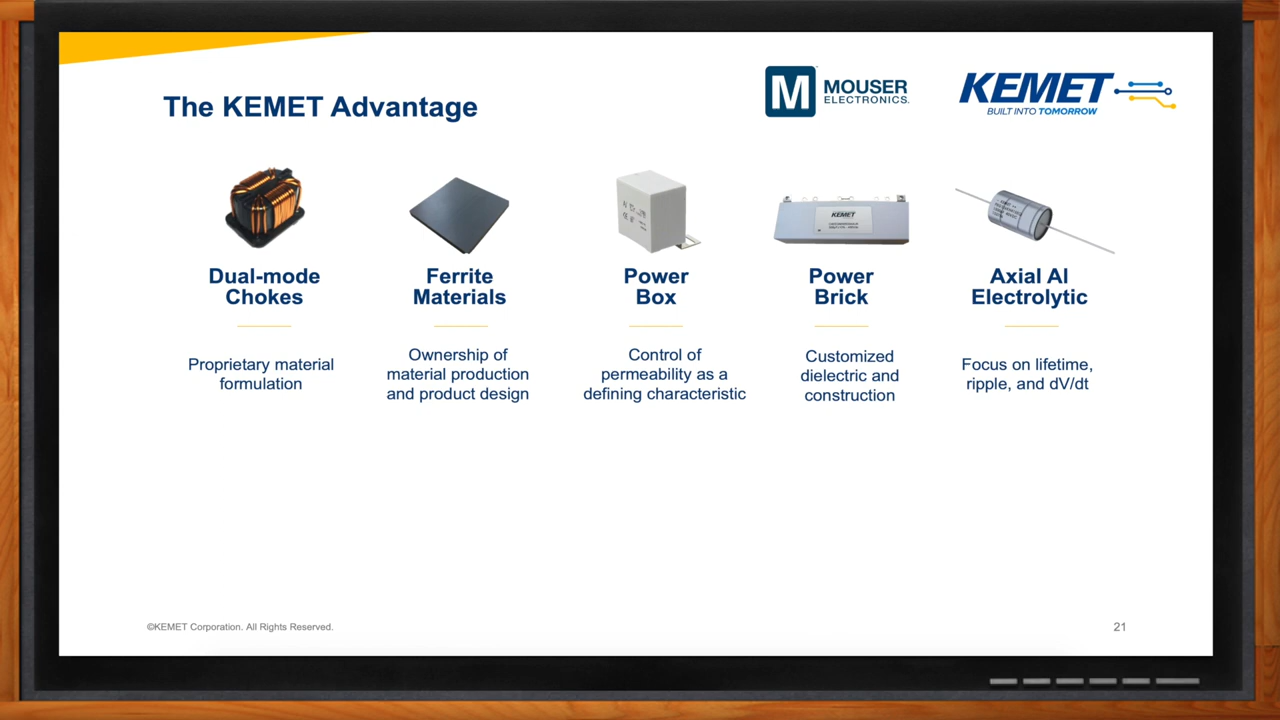 The KEMET Advantage
M MOUSER
ELECTRONICS
KEMET
BUILT INTO TOMORROW
KEMET
Dual-mode
Chokes
Ferrite
Materials
Power
Box
Power
Brick
Axial Al
Electrolytic
Proprietary material
formulation
Ownership of
material production
and product design
Control of
permeability as a
defining characteristic
Customized
dielectric and
construction
Focus on lifetime,
ripple, and dV/dt
©KEMET Corporation. All Rights Reserved.
21